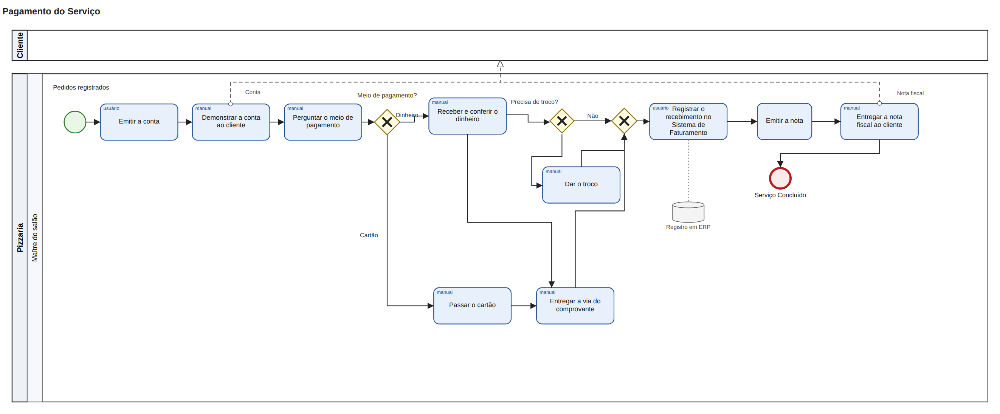 Pagamento do Serviço
Cliente
Pizzaria
Maître do salão
Pedidos registrados
usuário
Emitir a conta
manual
Demonstrar a conta
ao cliente
Conta
manual
Perguntar o meio de
pagamento
Meio de pagamento?
Dinheiro
Cartão
manual
Receber e conferir o
dinheiro
Precisa de troco?
Não
manual
Dar o troco
manual
Passar o cartão
manual
Entregar a via do
comprovante
usuário
Registrar o
recebimento no
Sistema de
Faturamento
Registro em ERP
Emitir a nota
manual
Entregar a nota
fiscal ao cliente
Nota fiscal
Serviço Concluído